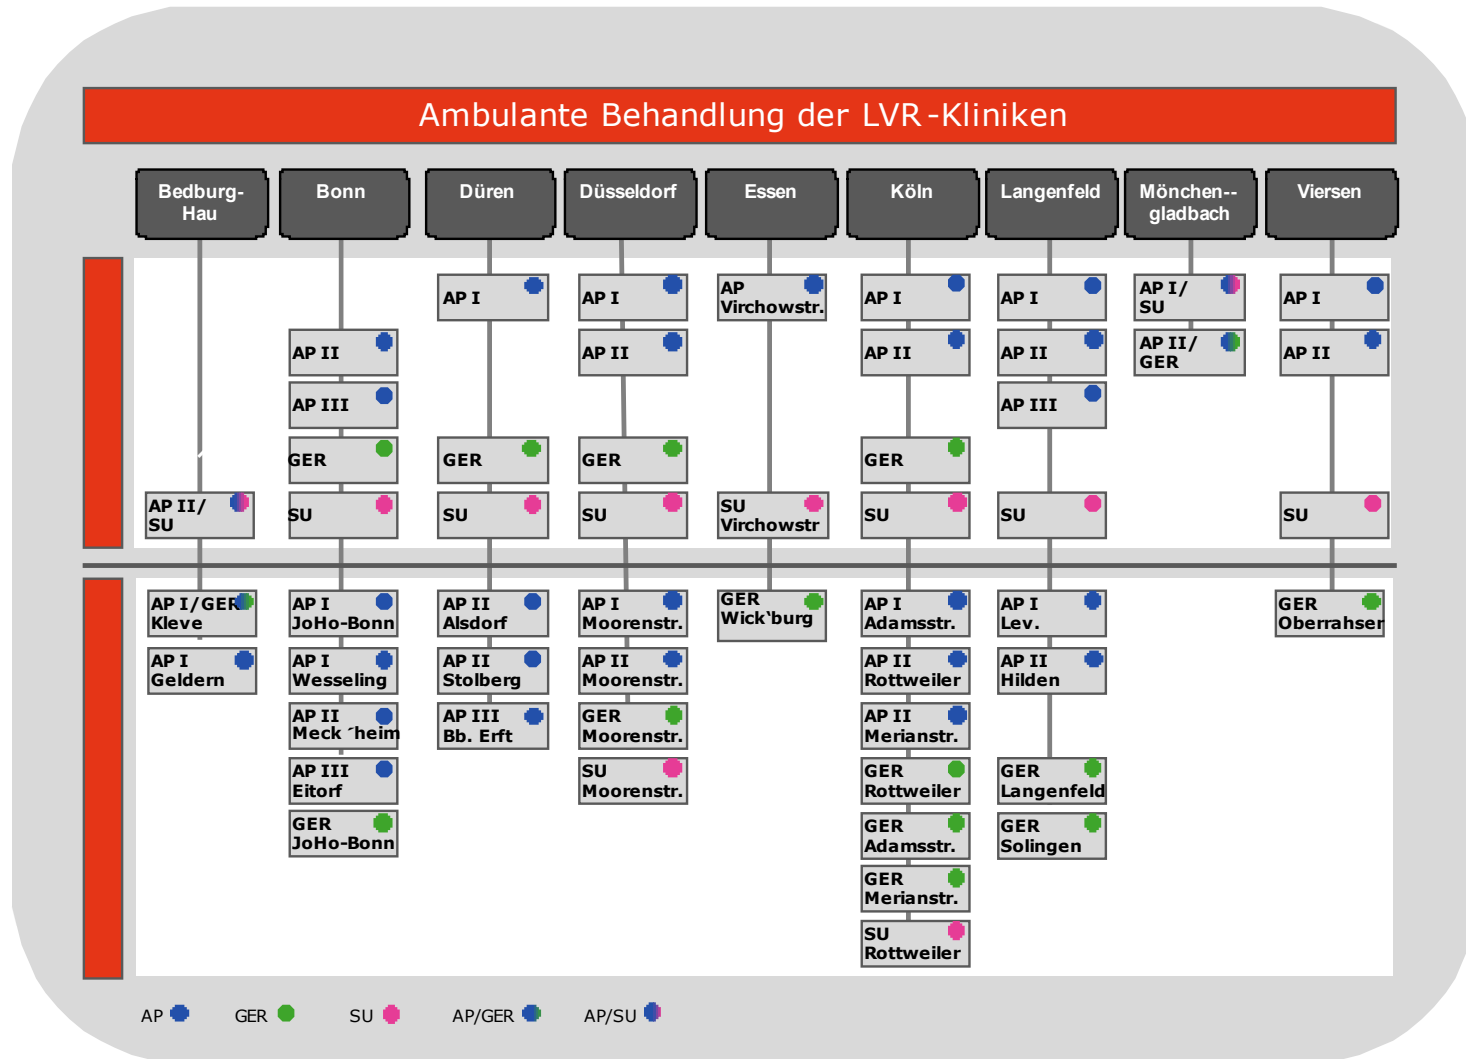 Ambulante Behandlung der LVR-Kliniken
Bedburg-
Hau
Bonn
Düren
Düsseldorf
Essen
Köln
Langenfeld
Mönchen--
gladbach
Viersen
AP II/
SU
AP I/GER
Kleve
AP I
Geldern
AP II
AP III
GER
SU
AP I
JoHo-Bonn
AP I
Wesseling
AP II
Meck´heim
AP III
Eitorf
GER
JoHo-Bonn
AP I
GER
SU
AP II
Alsdorf
AP II
Stolberg
AP III
Bb. Erft
AP I
AP II
GER
SU
AP I
Moorenstr.
AP II
Moorenstr.
GER
Moorenstr.
SU
Moorenstr.
AP
Virchowstr.
SU
Virchowstr
GER
Wick‘burg
AP I
AP II
GER
SU
AP I
Adamsstr.
AP II
Rottweiler
AP II
Merianstr.
GER
Rottweiler
GER
Adamsstr.
GER
Merianstr.
SU
Rottweiler
AP I
AP II
AP III
SU
AP I
Lev.
AP II
Hilden
GER
Langenfeld
GER
Solingen
AP I/
SU
AP II/
GER
AP I
AP II
SU
GER
Oberrahser
AP
GER
SU
AP/GER
AP/SU